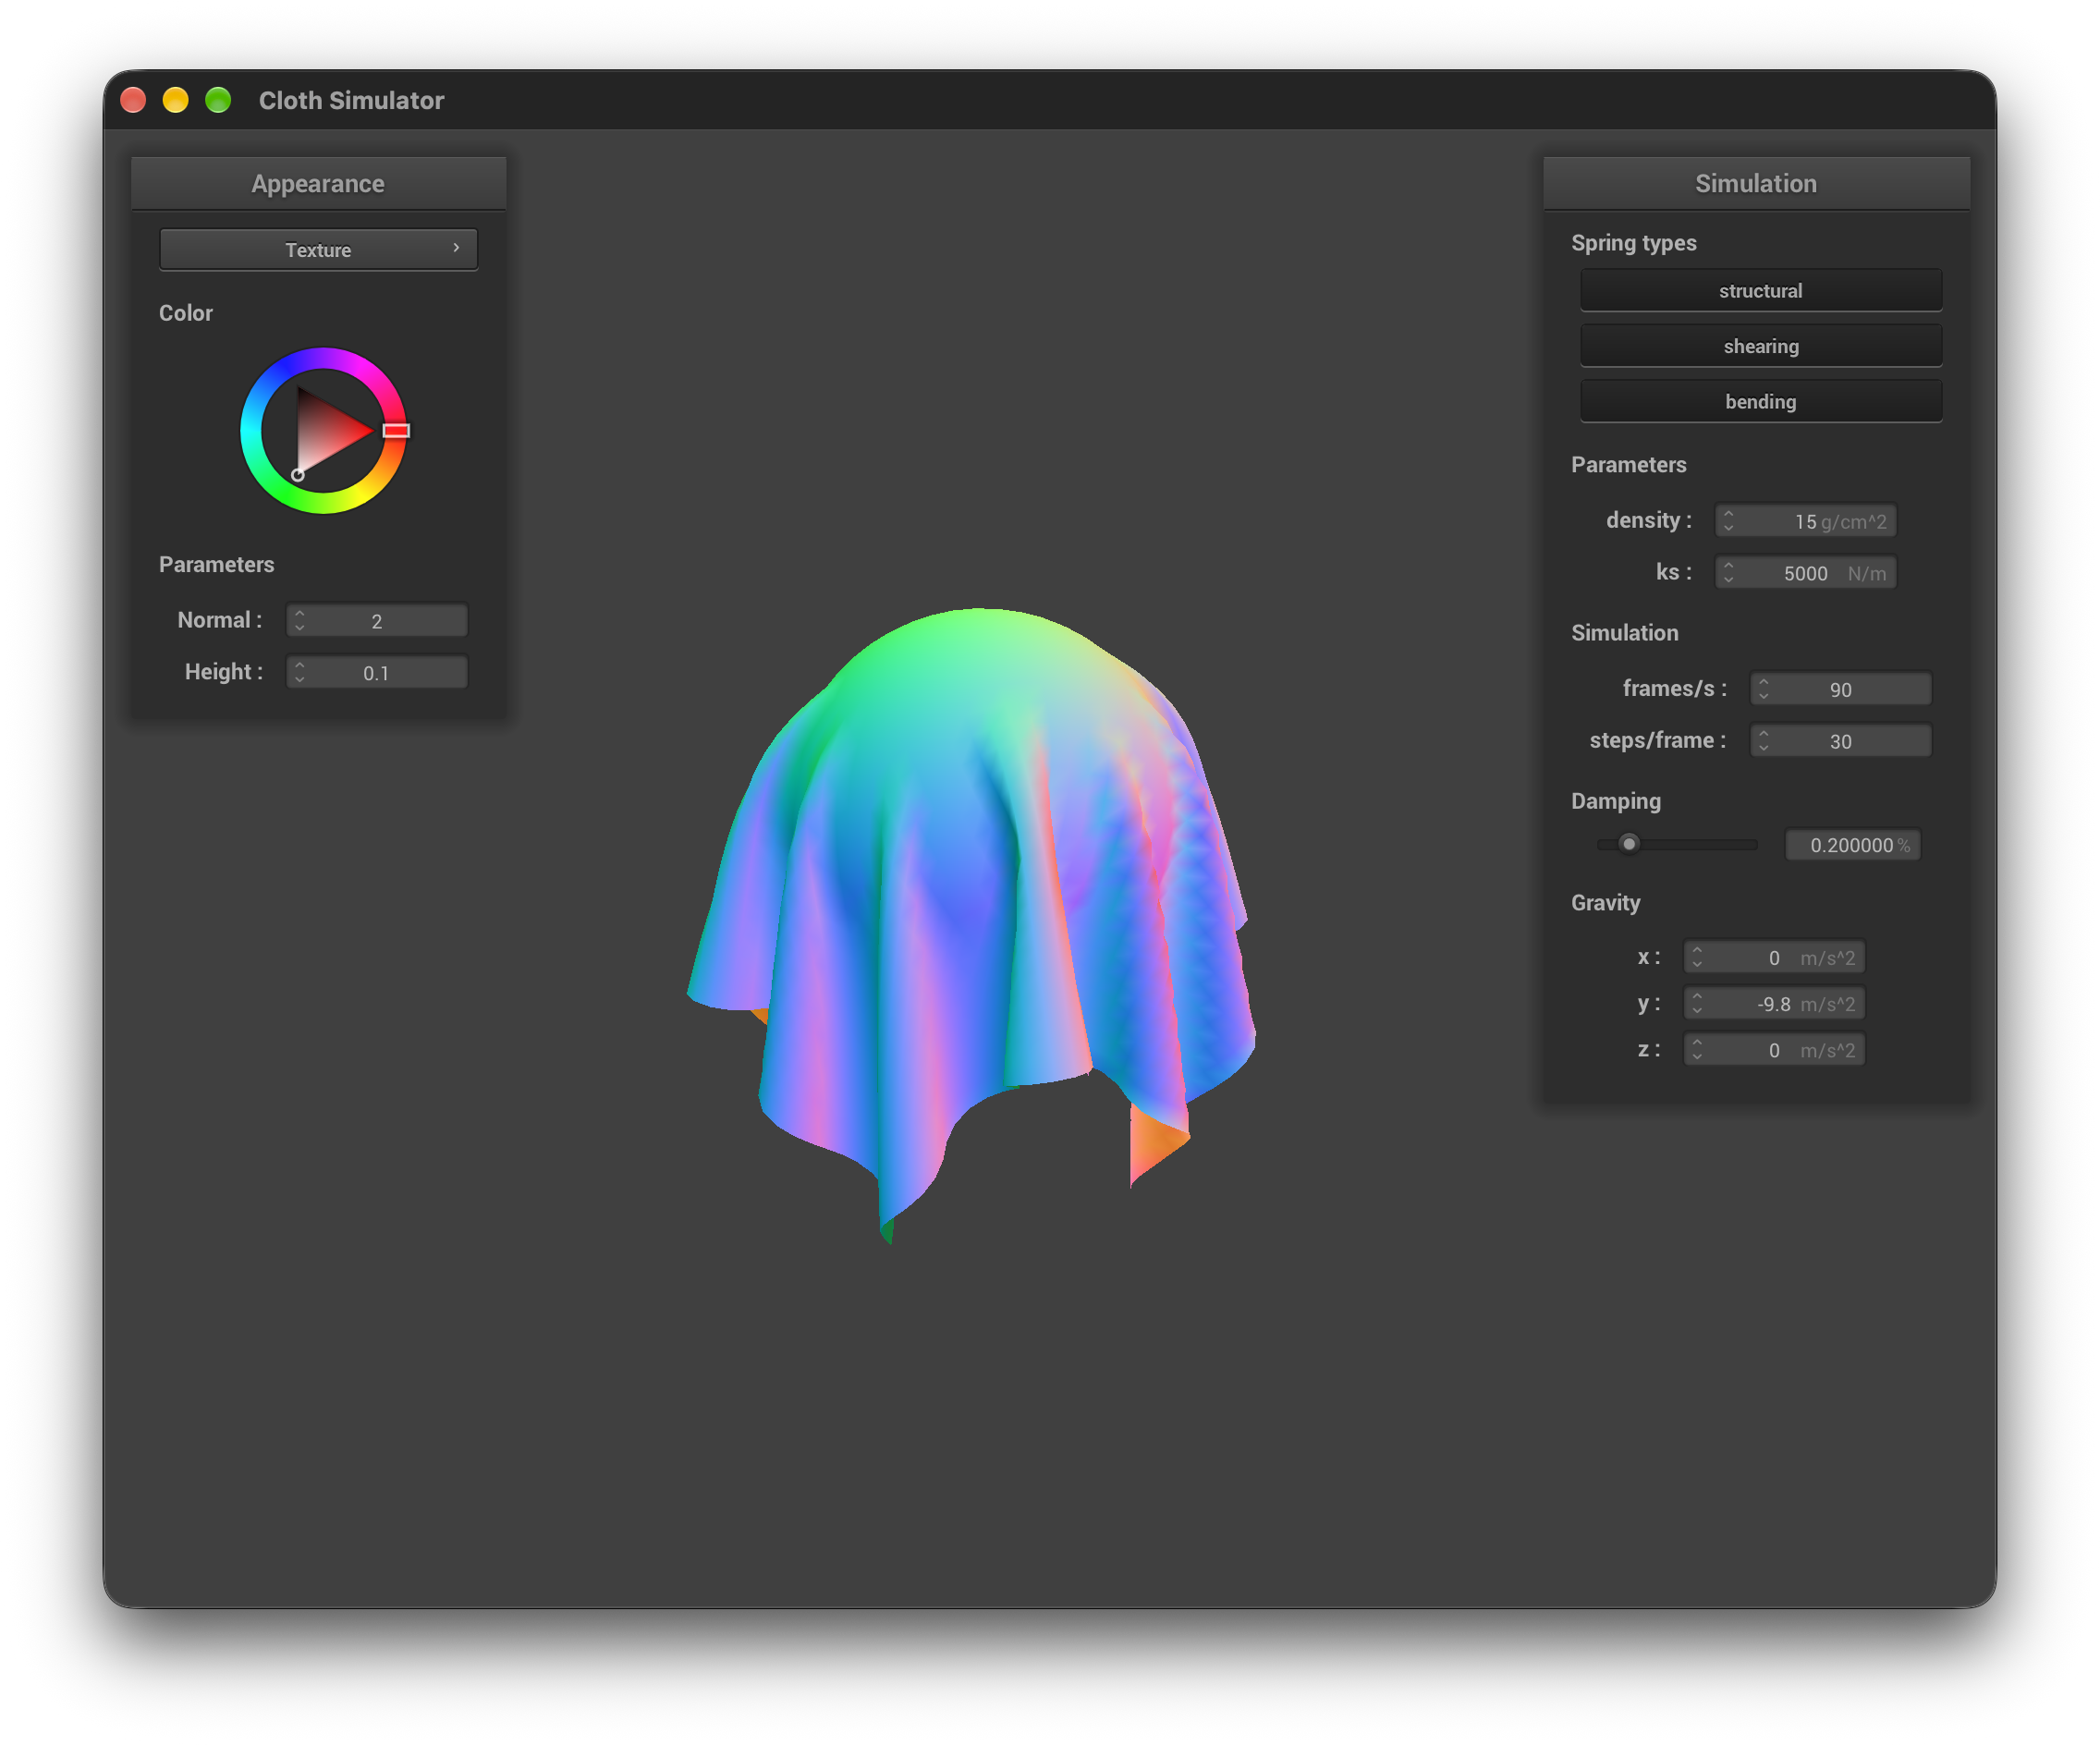 Cloth Simulator
Appearance
Texture
Color
Parameters
Normal : 2
Height : 0.1
Simulation
Spring types
structural
shearing
bending
Parameters
density : 15 g/cm^2
ks : 5000 N/m
Simulation
frames/s : 90
steps/frame : 30
Damping
0.200000 %
Gravity
x : 0 m/s^2
y : -9.8 m/s^2
z : 0 m/s^2